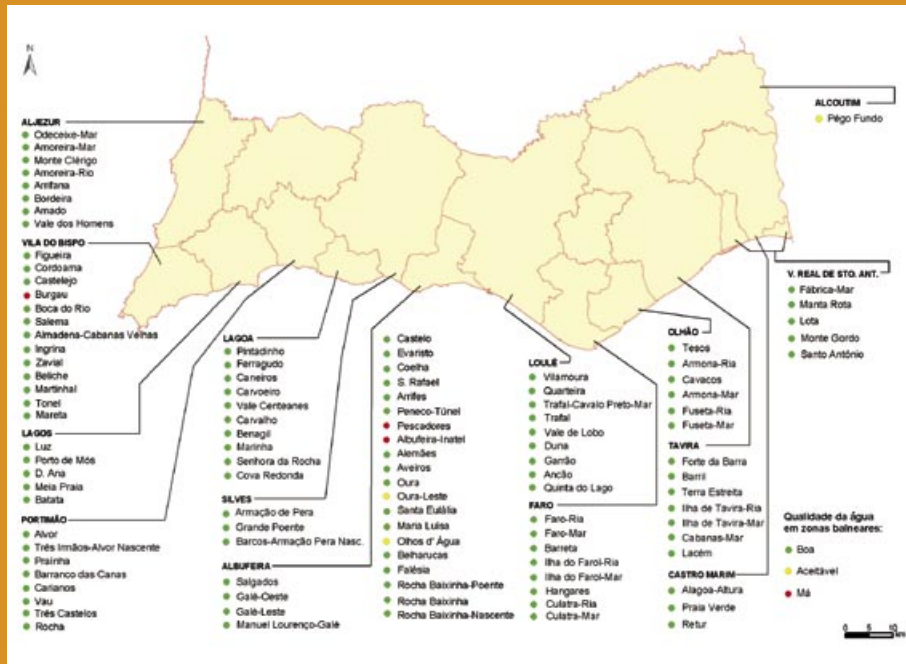 N
ALJEZUR
Odeceixe-Mar
Amoreira-Mar
Monte Clérigo
Amoreira-Rio
Arrifana
Bordeira
Amado
Vale dos Homens
VILA DO BISPO
Figueira
Cordoama
Castelejo
Burgau
Boca do Rio
Salema
Almadena-Cabanas Velhas
Ingrina
Zavial
Beliche
Martinhal
Tonel
Mareta
LAGOS
Luz
Porto de Mós
D. Ana
Meia Praia
Batata
PORTIMÃO
Alvor
Três Irmãos-Alvor Nascente
Prainha
Barranco das Canas
Carianos
Vau
Três Castelos
Rocha
LAGOA
Pintadinho
Ferragudo
Caneiros
Carvoeiro
Vale Centeanes
Carvalho
Benagil
Marinha
Senhora da Rocha
Cova Redonda
SILVES
Armação de Pera
Grande Poente
Barcos-Armação Pera Nasc.
ALBUFEIRA
Salgados
Galé-Oeste
Galé-Leste
Manuel Lourenço-Galé
Castelo
Evaristo
Coelha
S. Rafael
Arrifes
Peneco-Túnel
Pescadores
Albufeira-Inatel
Alemães
Aveiros
Oura
Oura-Leste
Santa Eulália
Maria Luísa
Olhos d' Água
Belharucas
Falésia
Rocha Baixinha-Poente
Rocha Baixinha
Rocha Baixinha-Nascente
LOULÉ
Vilamoura
Quarteira
Trafal-Cavalo Preto-Mar
Trafal
Vale de Lobo
Duna
Garrão
Ancão
Quinta do Lago
FARO
Faro-Ria
Faro-Mar
Barreta
Ilha do Farol-Ria
Ilha do Farol-Mar
Hangares
Culatra-Ria
Culatra-Mar
OLHÃO
Tesos
Armona-Ria
Cavacos
Armona-Mar
Fuseta-Ria
Fuseta-Mar
TAVIRA
Forte da Barra
Barril
Terra Estreita
Ilha de Tavira-Ria
Ilha de Tavira-Mar
Cabanas-Mar
Lacém
CASTRO MARIM
Alagoa-Altura
Praia Verde
Retur
ALCOUTIM
Pêgo Fundo
V. REAL DE STO. ANT.
Fábrica-Mar
Manta Rota
Lota
Monte Gordo
Santo António
Qualidade da água
em zonas balneares:
Boa
Aceitável
Má
0 5 10
km